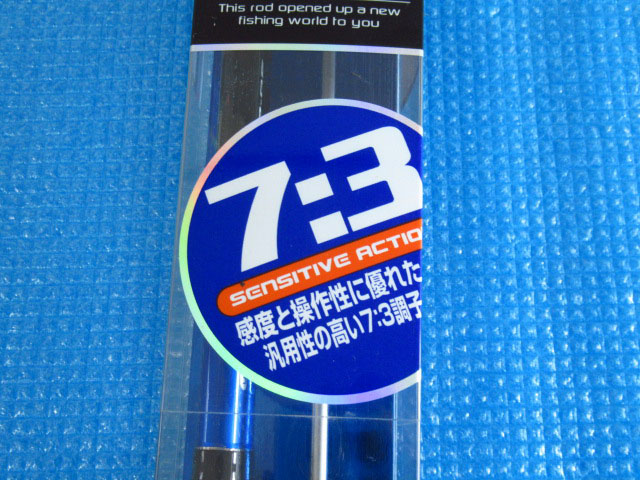 This rod opened up a new
fishing world to you
7:3
SENSITIVE ACTIO
感度と操作性に優れた
汎用性の高い7:3調子